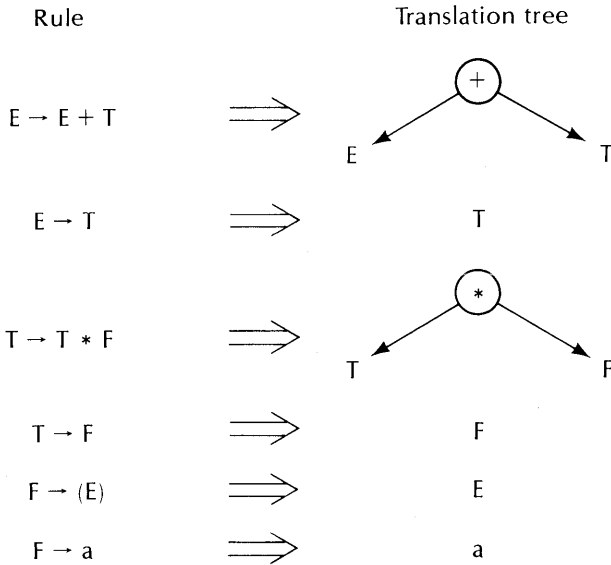 Rule Translation tree
+
E → E + T ⇒ E T
E → T ⇒ T
*
T → T * F ⇒ T F
T → F ⇒ F
F → (E) ⇒ E
F → a ⇒ a